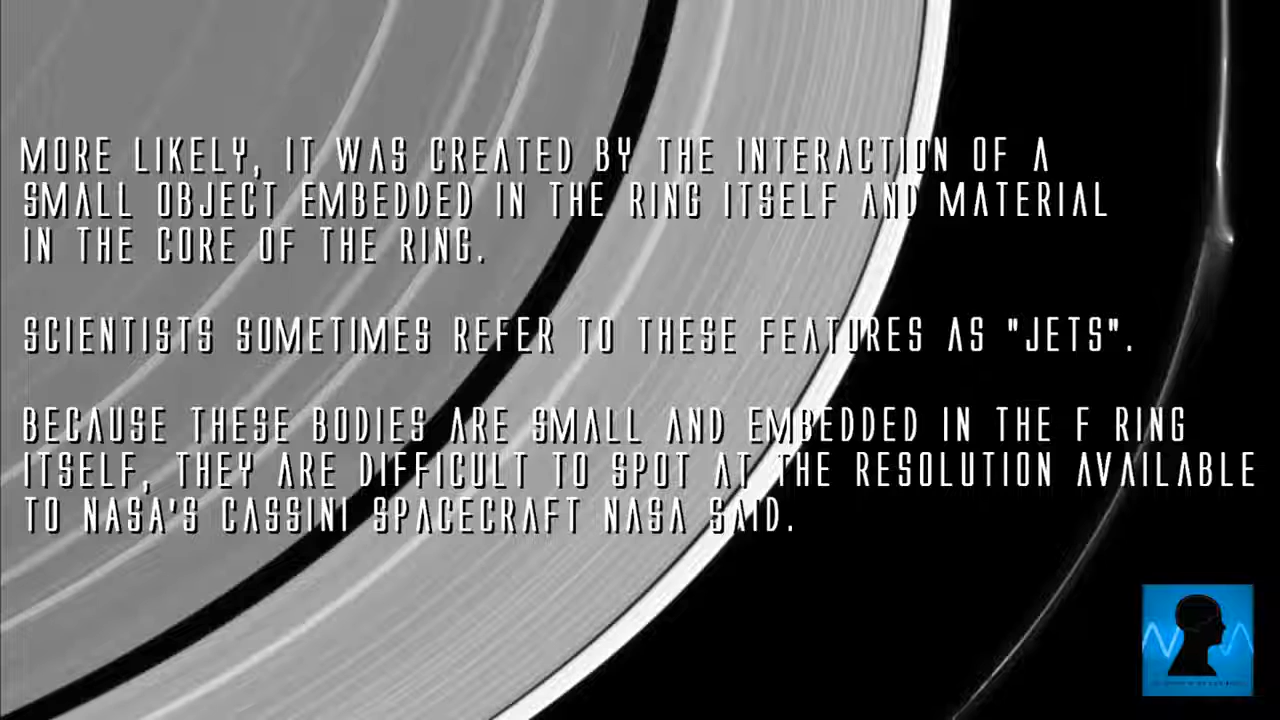 MORE LIKELY, IT WAS CREATED BY THE INTERACTION OF A
SMALL OBJECT EMBEDDED IN THE RING ITSELF AND MATERIAL
IN THE CORE OF THE RING.
SCIENTISTS SOMETIMES REFER TO THESE FEATURES AS "JETS".
BECAUSE THESE BODIES ARE SMALL AND EMBEDDED IN THE F RING
ITSELF, THEY ARE DIFFICULT TO SPOT AT THE RESOLUTION AVAILABLE
TO NASA'S CASSINI SPACECRAFT NASA SAID.